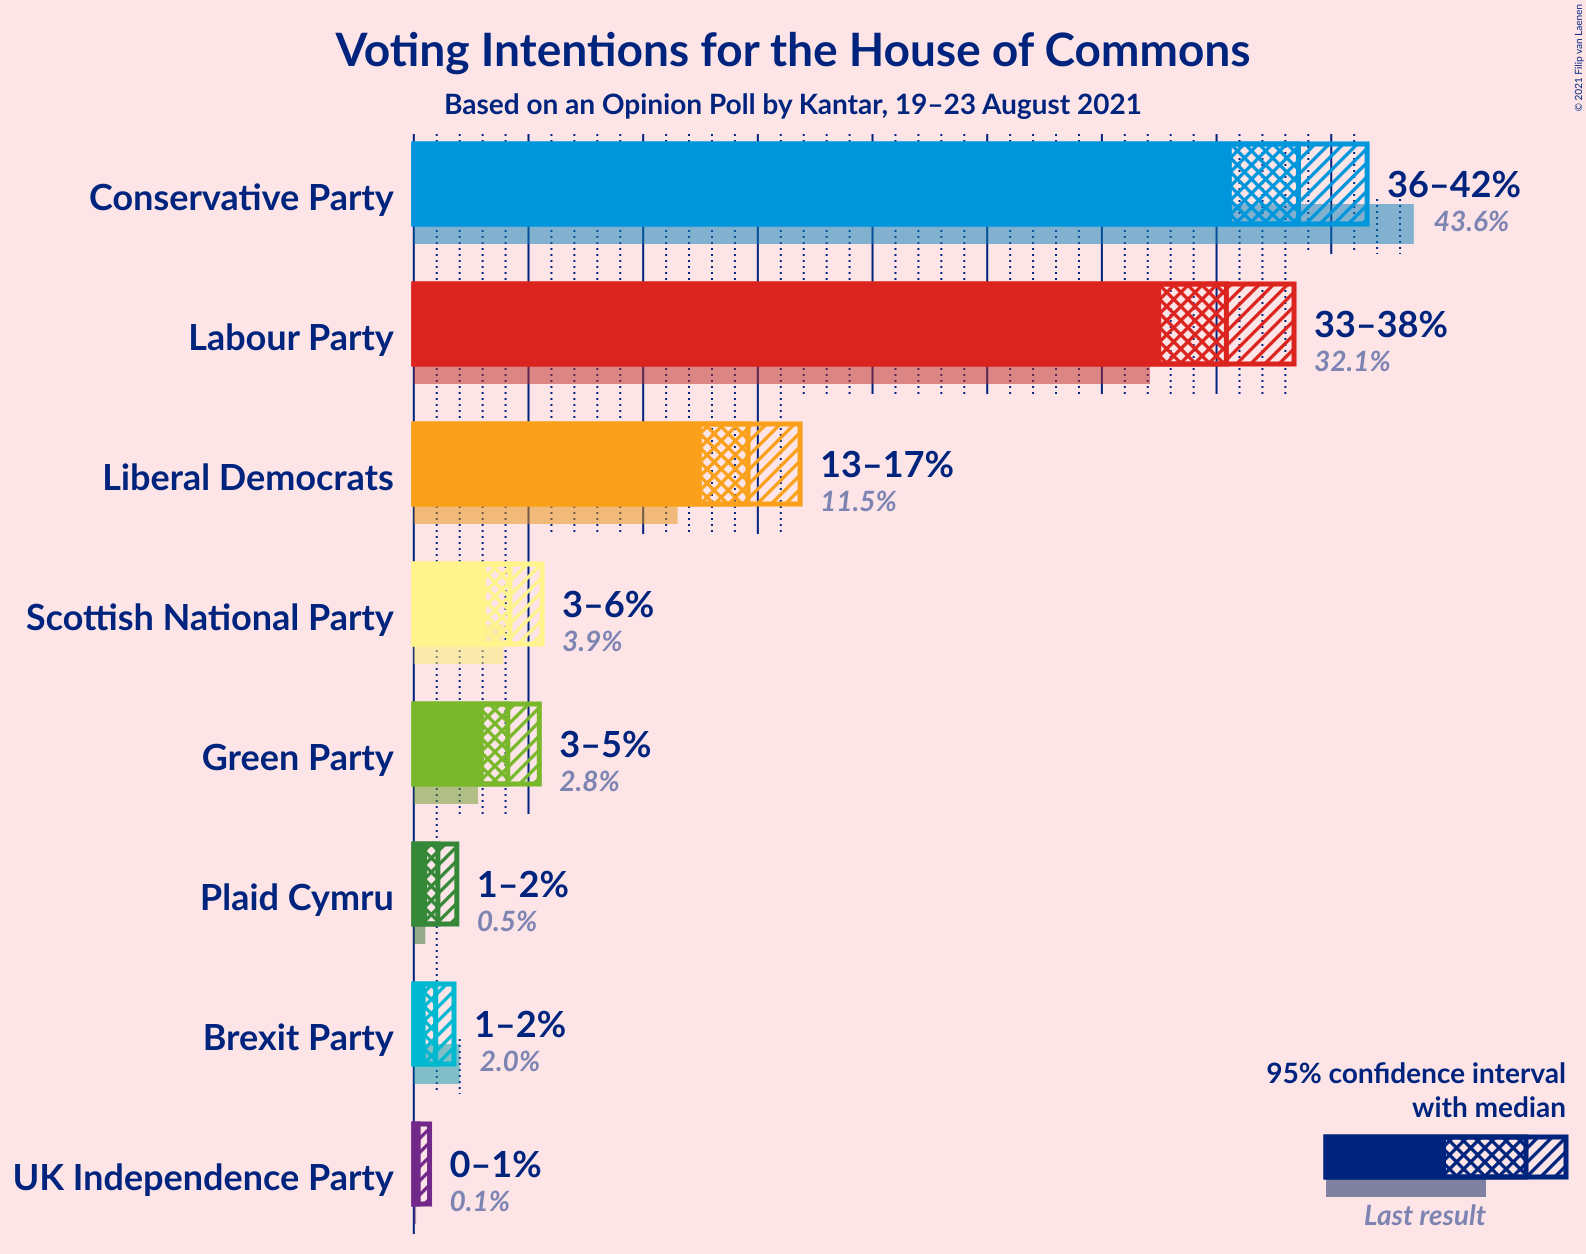 Voting Intentions for the House of Commons
Based on an Opinion Poll by Kantar, 19–23 August 2021
© 2021 Filip van Laenen
Conservative Party
36–42%
43.6%
Labour Party
33–38%
32.1%
Liberal Democrats
13–17%
11.5%
Scottish National Party
3–6%
3.9%
Green Party
3–5%
2.8%
Plaid Cymru
1–2%
0.5%
Brexit Party
1–2%
2.0%
UK Independence Party
0–1%
0.1%
95% confidence interval
with median
Last result